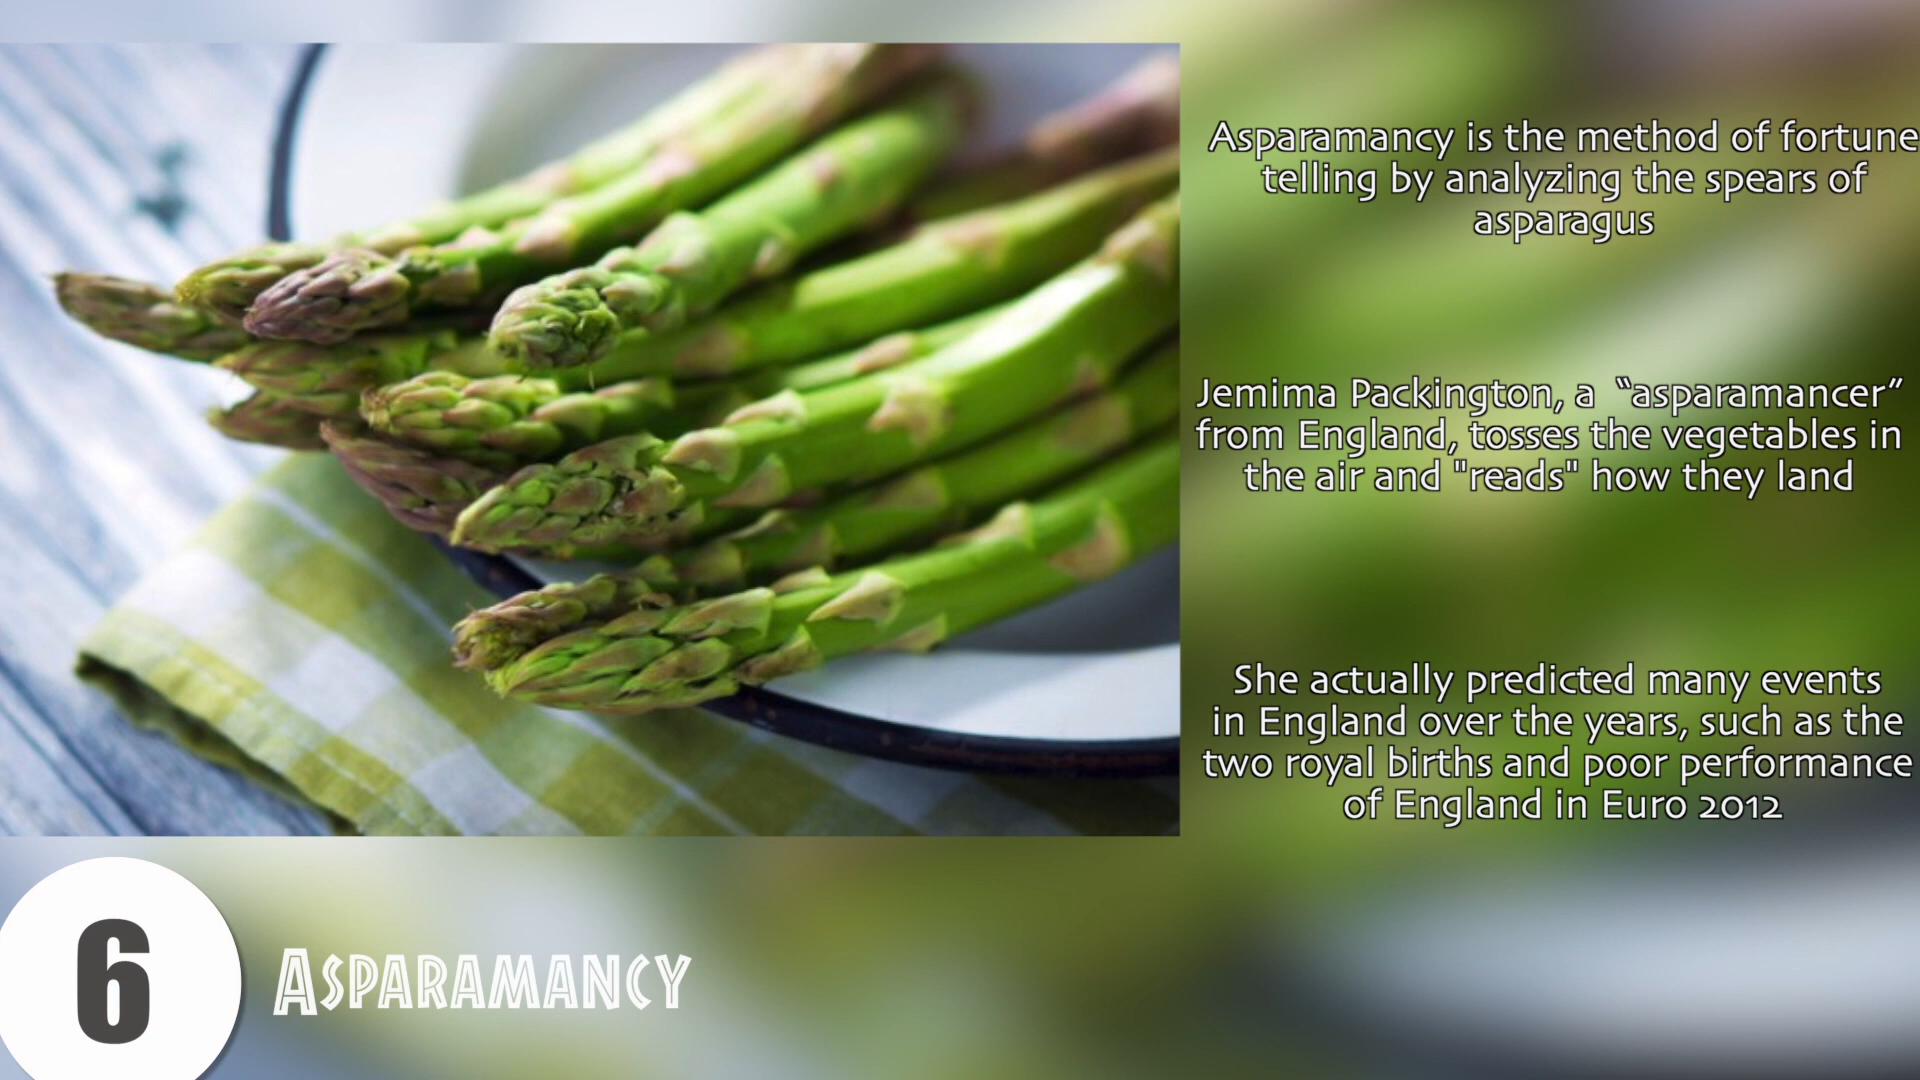 Asparamancy is the method of fortune
telling by analyzing the spears of
asparagus
Jemima Packington, a “asparamancer”
from England, tosses the vegetables in
the air and "reads" how they land
She actually predicted many events
in England over the years, such as the
two royal births and poor performance
of England in Euro 2012
6
ASPARAMANCY